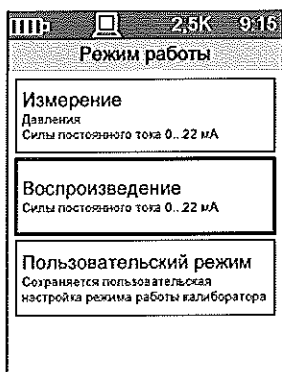 2,5K 9:15
Режим работы
Измерение
Давления
Силы постоянного тока 0...22 мА
Воспроизведение
Силы постоянного тока 0...22 мА
Пользовательский режим
Сохраняется пользовательская
настройка режима работы калибратора